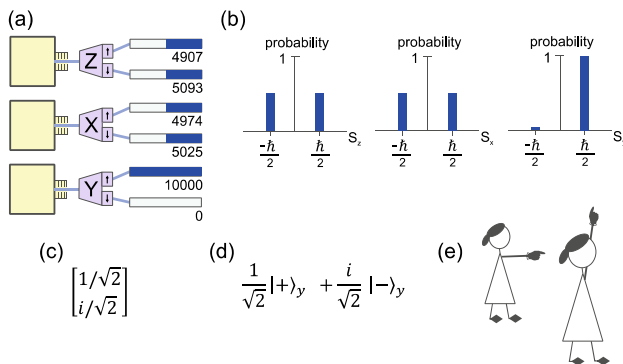 (a)
Z
↑
↓
4907
5093
X
↑
↓
4974
5025
Y
↑
↓
10000
0
(b)
probability
1
S_z
-ħ/2
ħ/2
probability
1
S_x
-ħ/2
ħ/2
probability
1
S
-ħ/2
ħ/2
(c)
[1/√2
i/√2]
(d)
1/√2 |+⟩_y + i/√2 |−⟩_y
(e)